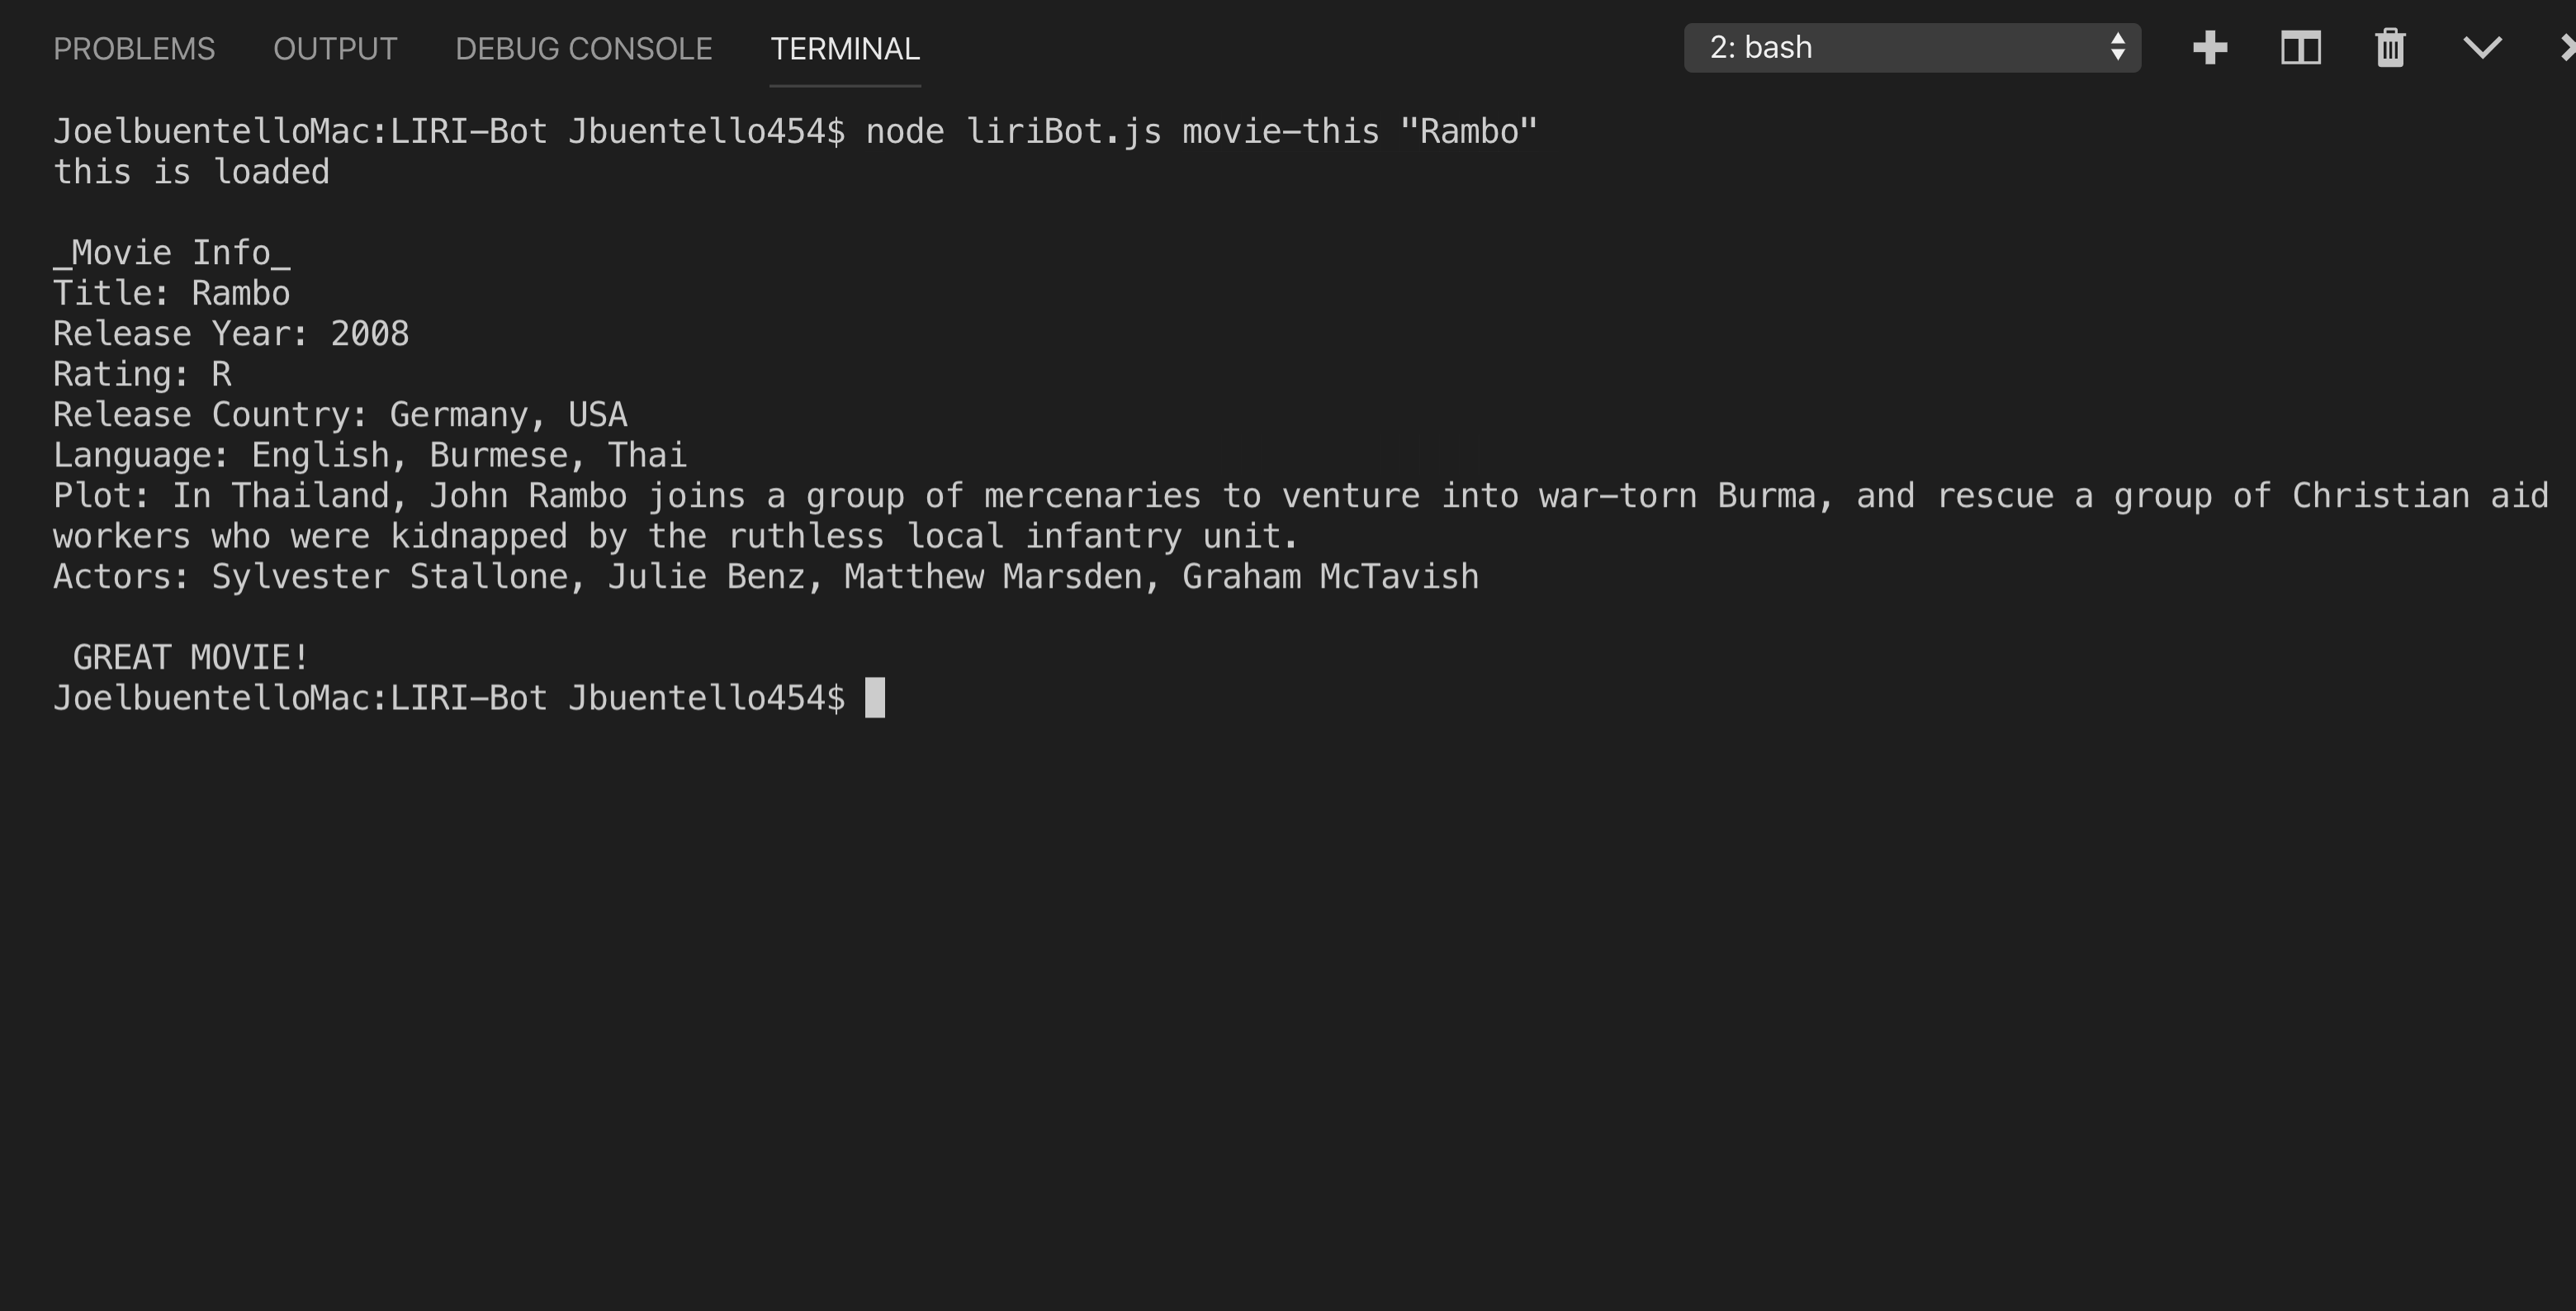 PROBLEMS OUTPUT DEBUG CONSOLE TERMINAL 2: bash
JoelbuentelloMac:LIRI-Bot Jbuentello454$ node liriBot.js movie-this "Rambo"
this is loaded
_Movie Info_
Title: Rambo
Release Year: 2008
Rating: R
Release Country: Germany, USA
Language: English, Burmese, Thai
Plot: In Thailand, John Rambo joins a group of mercenaries to venture into war-torn Burma, and rescue a group of Christian aid
workers who were kidnapped by the ruthless local infantry unit.
Actors: Sylvester Stallone, Julie Benz, Matthew Marsden, Graham McTavish
GREAT MOVIE!
JoelbuentelloMac:LIRI-Bot Jbuentello454$